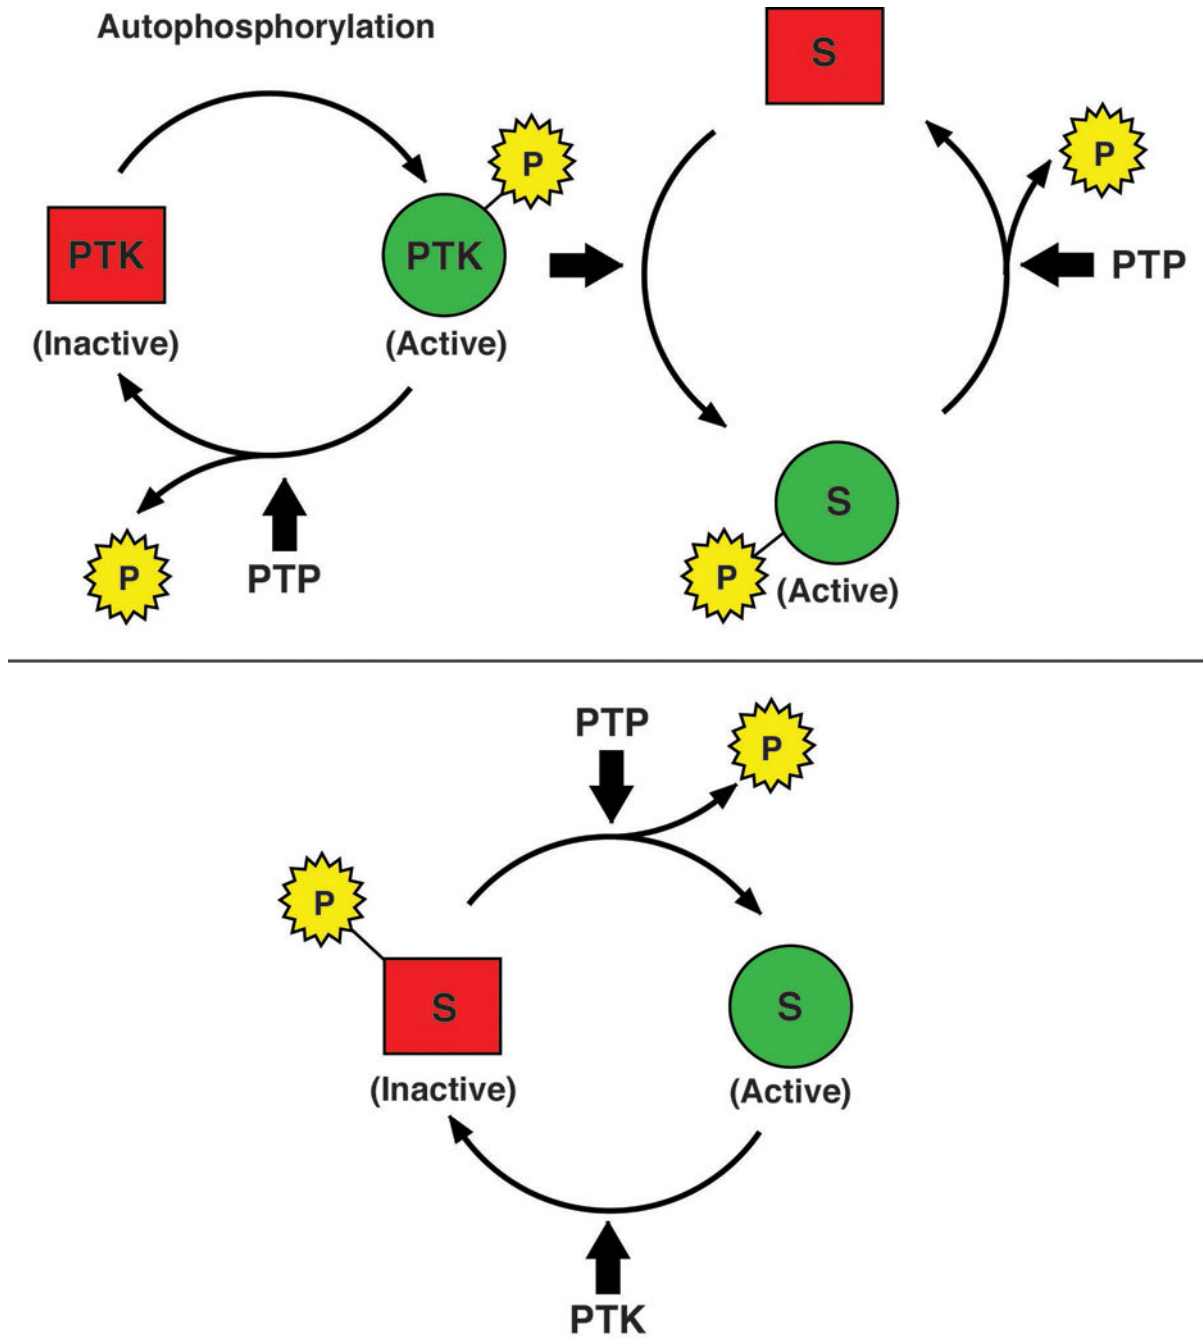 Autophosphorylation
S
P
P
PTK
PTK
PTP
(Inactive)
(Active)
S
P
P
PTP
(Active)
PTP
P
P
S
S
(Inactive)
(Active)
PTK